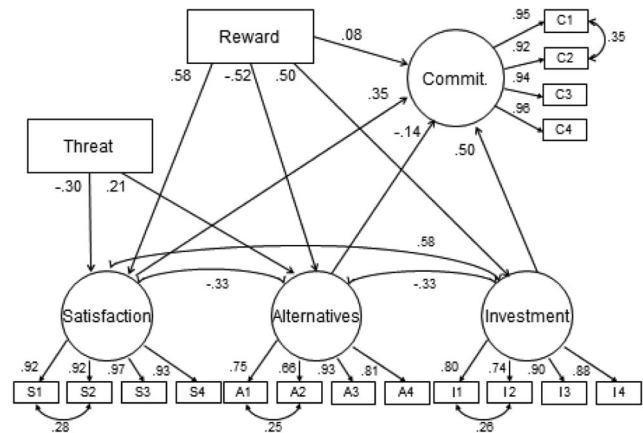 Reward
.08
.95
C1
.35
.92
C2
.94
C3
.96
C4
Commit.
.58
-.52
.50
.35
-.14
.50
Threat
-.30
.21
.58
-.33
-.33
Satisfaction
Alternatives
Investment
.92
.92
.97
.93
.75
.66
.93
.81
.80
.74
.90
.88
S1
S2
S3
S4
A1
A2
A3
A4
I1
I2
I3
I4
.28
.25
.26